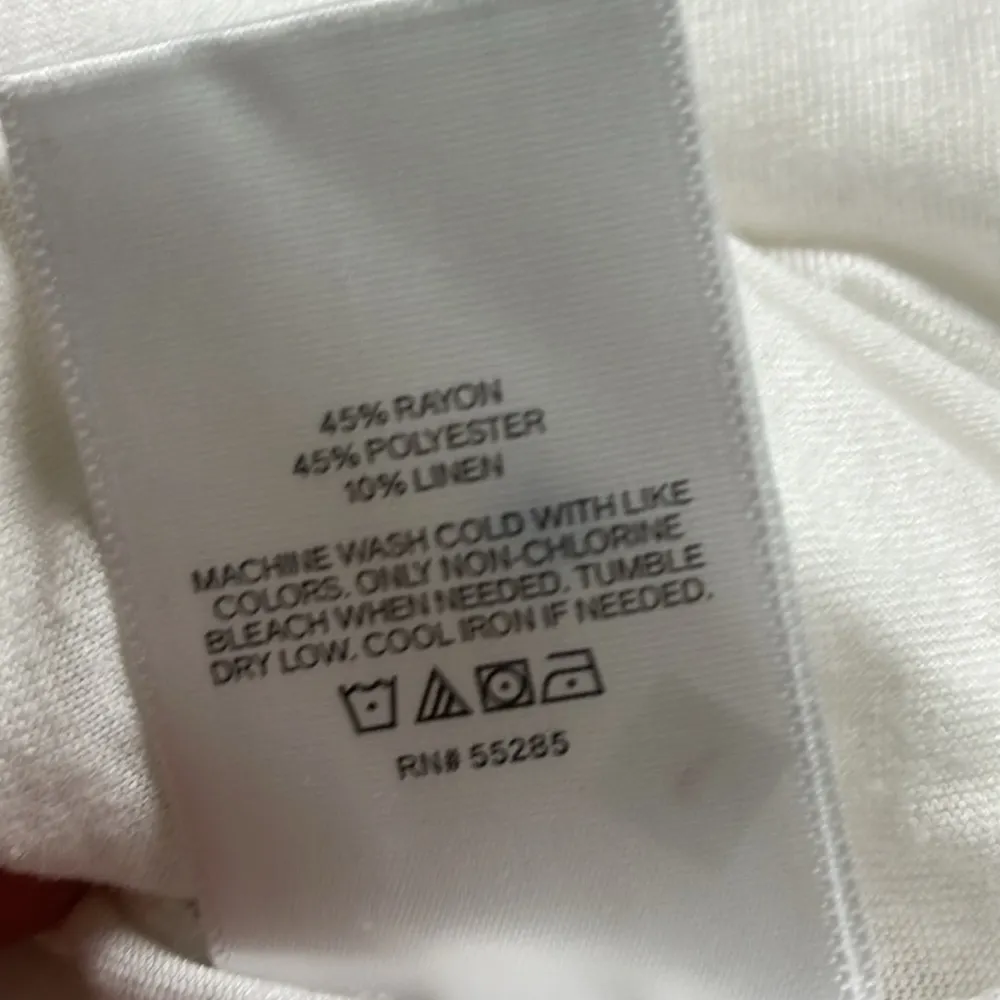 45% RAYON
45% POLYESTER
10% LINEN
MACHINE WASH COLD WITH LIKE
COLORS. ONLY NON-CHLORINE
BLEACH WHEN NEEDED. TUMBLE
DRY LOW. COOL IRON IF NEEDED.
RN# 55285